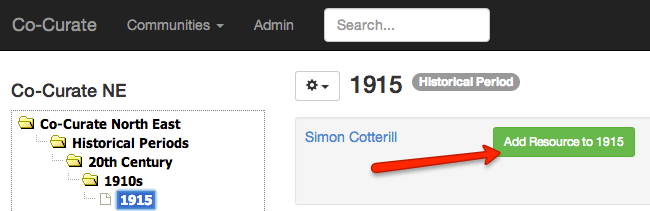 Co-Curate Communities Admin Search...
Co-Curate NE
Co-Curate North East
Historical Periods
20th Century
1910s
1915
1915 Historical Period
Simon Cotterill Add Resource to 1915